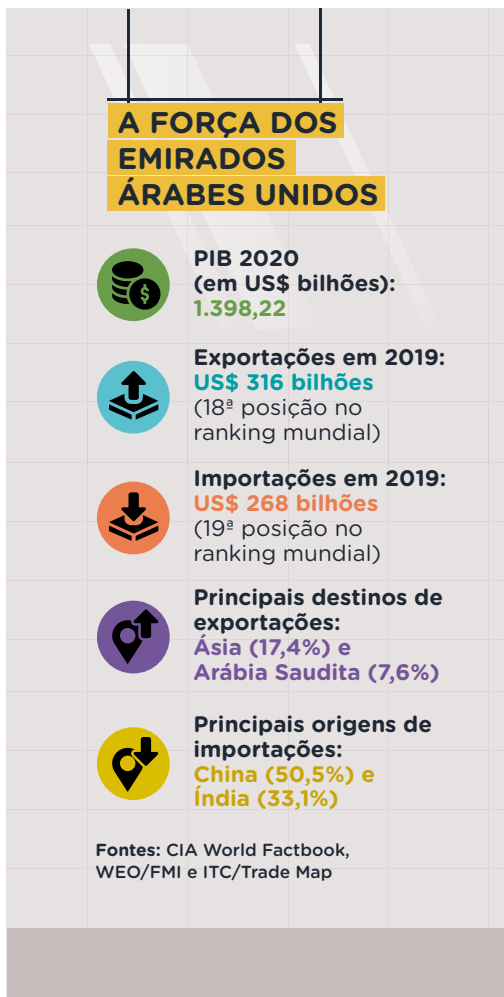 A FORÇA DOS
EMIRADOS
ÁRABES UNIDOS
PIB 2020
(em US$ bilhões):
1.398,22
Exportações em 2019:
US$ 316 bilhões
(18ª posição no
ranking mundial)
Importações em 2019:
US$ 268 bilhões
(19ª posição no
ranking mundial)
Principais destinos de
exportações:
Ásia (17,4%) e
Arábia Saudita (7,6%)
Principais origens de
importações:
China (50,5%) e
Índia (33,1%)
Fontes: CIA World Factbook,
WEO/FMI e ITC/Trade Map